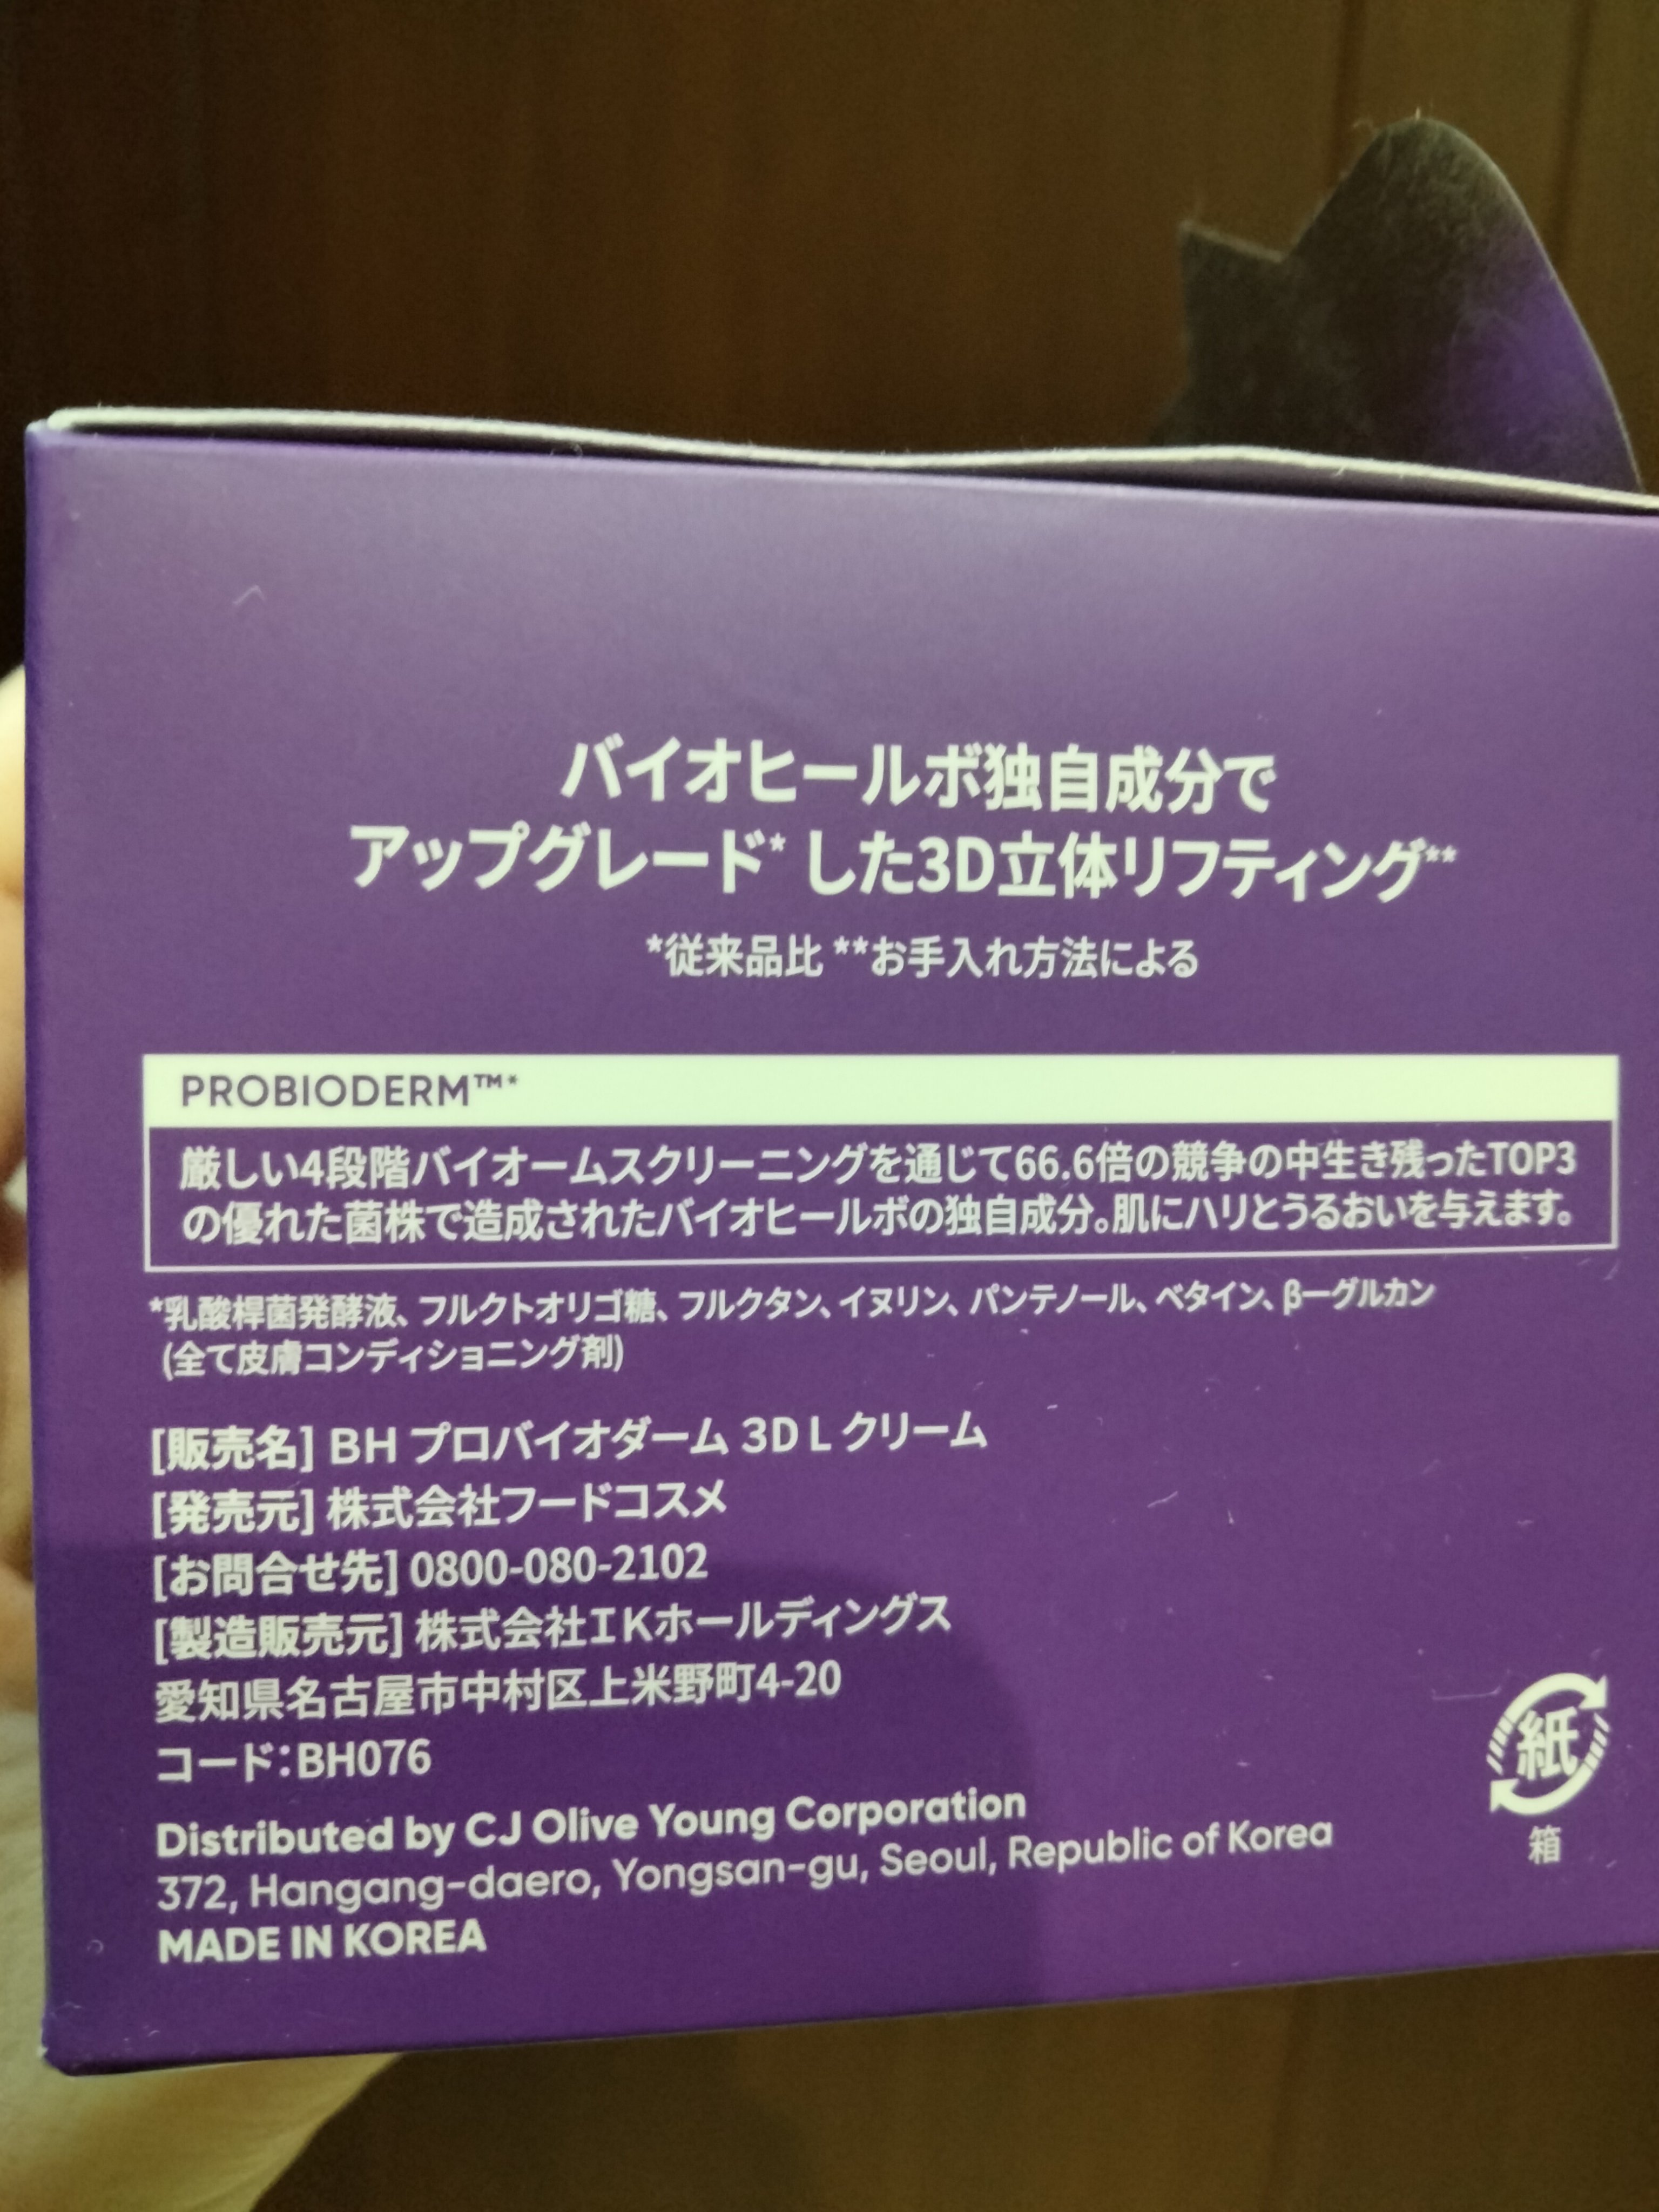 バイオヒールボ独自成分で
アップグレード* した3D立体リフティング**
*従来品比 **お手入れ方法による
PROBIODERM™*
厳しい4段階バイオームスクリーニングを通じて66.6倍の競争の中生き残ったTOP3
の優れた菌株で造成されたバイオヒールボの独自成分。肌にハリとうるおいを与えます。
*乳酸桿菌発酵液、フルクトオリゴ糖、フルクタン、イヌリン、パンテノール、ベタイン、βーグルカン
(全て皮膚コンディショニング剤)
[販売名] BH プロバイオダーム 3D L クリーム
[発売元] 株式会社フードコスメ
[お問合せ先] 0800-080-2102
[製造販売元] 株式会社IKホールディングス
愛知県名古屋市中村区上米野町4-20
コード：BH076
Distributed by CJ Olive Young Corporation
372, Hangang-daero, Yongsan-gu, Seoul, Republic of Korea
MADE IN KOREA
紙
箱